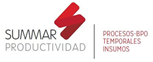 SUMMAR
PRODUCTIVIDAD
PROCESOS-BPO
TEMPORALES
INSUMOS